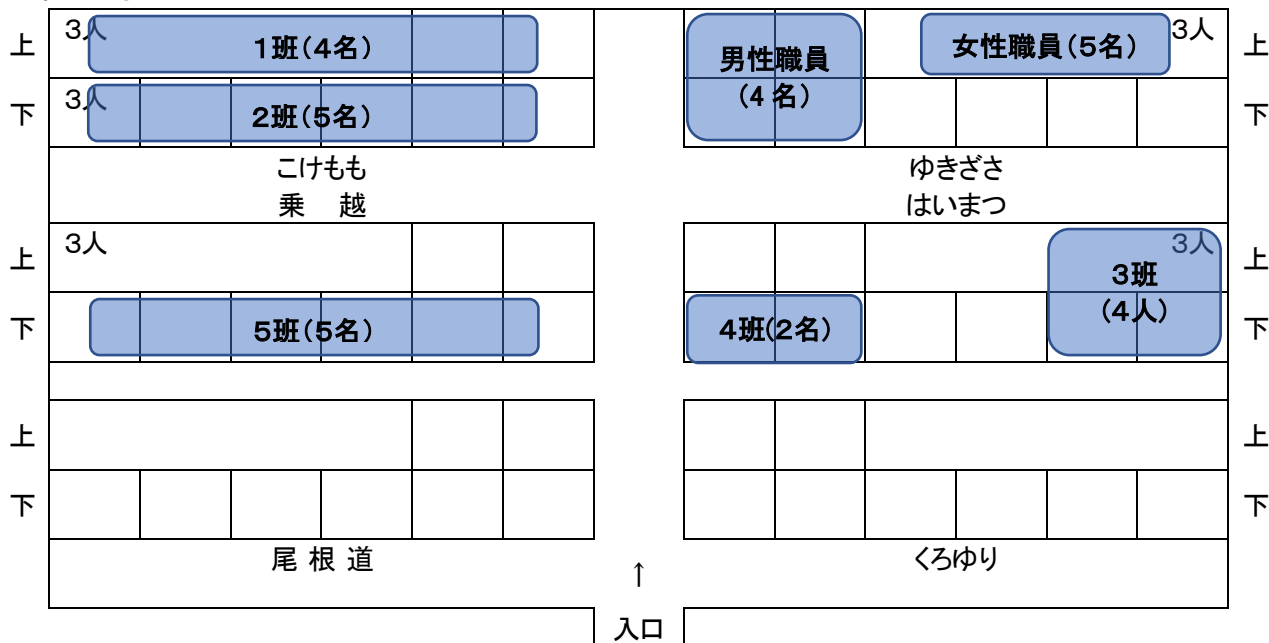 上 3人 1班(4名) 男性職員 女性職員(5名) 3人 上
(4名)
下 3人 2班(5名) 下
こけもも ゆきざさ
乗 越 はいまつ
上 3人 3人 上
3班
(4人)
下 5班(5名) 4班(2名) 下
上 上
下 下
尾根道 くろゆり
↑
入口